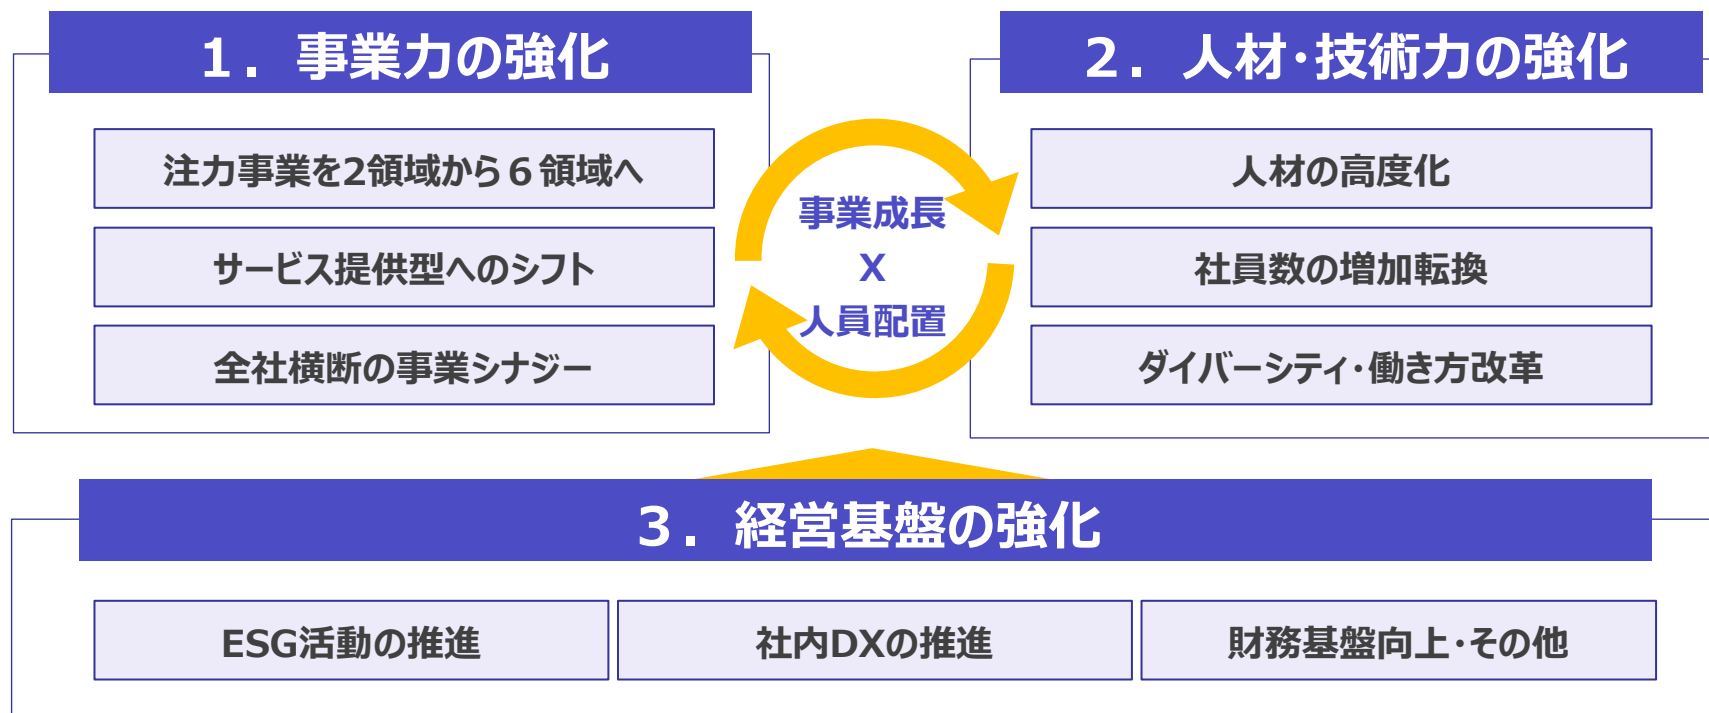 １．事業力の強化
注力事業を2領域から６領域へ
サービス提供型へのシフト
全社横断の事業シナジー
事業成長
X
人員配置
２．人材・技術力の強化
人材の高度化
社員数の増加転換
ダイバーシティ・働き方改革
３．経営基盤の強化
ESG活動の推進
社内DXの推進
財務基盤向上・その他